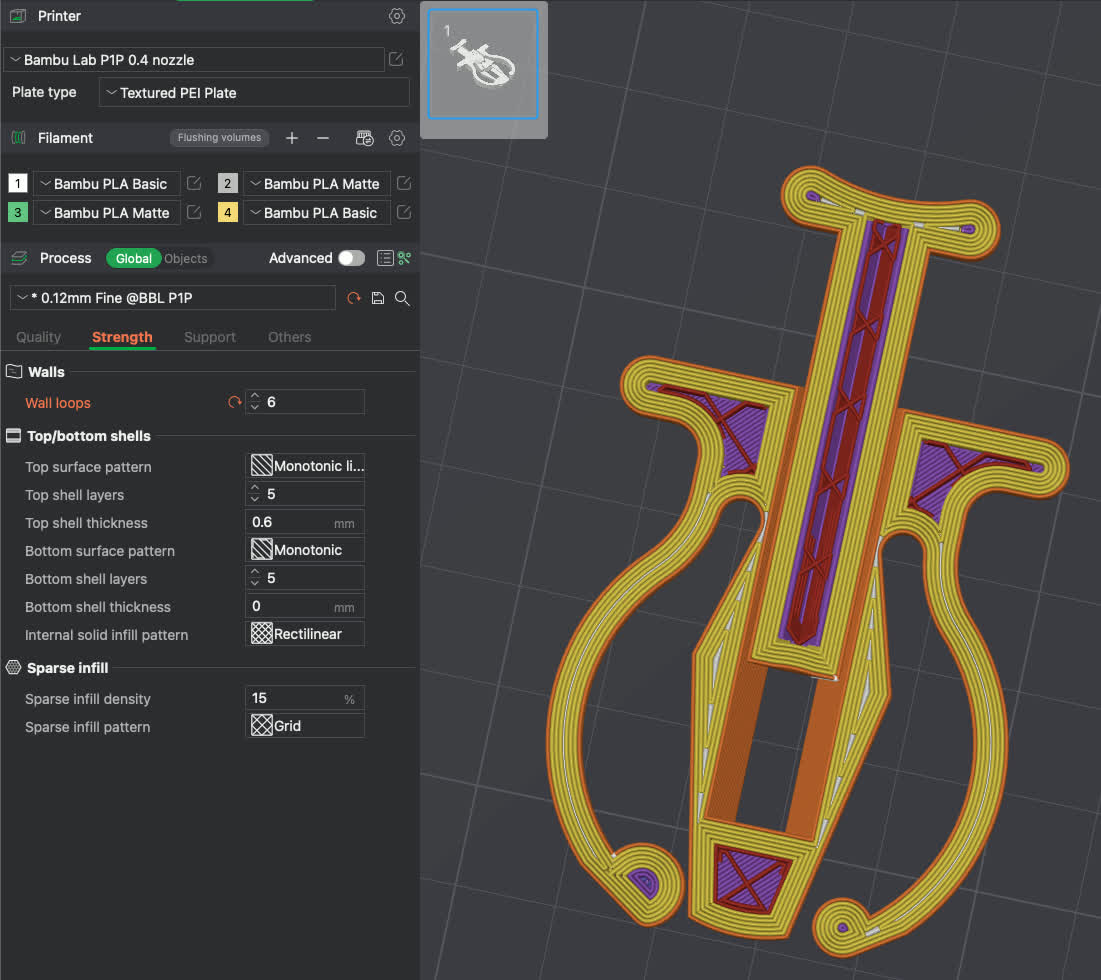 Printer
Bambu Lab P1P 0.4 nozzle
Plate type Textured PEI Plate
Filament Flushing volumes
1 Bambu PLA Basic 2 Bambu PLA Matte
3 Bambu PLA Matte 4 Bambu PLA Basic
Process Global Objects Advanced
* 0.12mm Fine @BBL P1P
Quality Strength Support Others
Walls
Wall loops 6
Top/bottom shells
Top surface pattern Monotonic li...
Top shell layers 5
Top shell thickness 0.6 mm
Bottom surface pattern Monotonic
Bottom shell layers 5
Bottom shell thickness 0 mm
Internal solid infill pattern Rectilinear
Sparse infill
Sparse infill density 15 %
Sparse infill pattern Grid
1